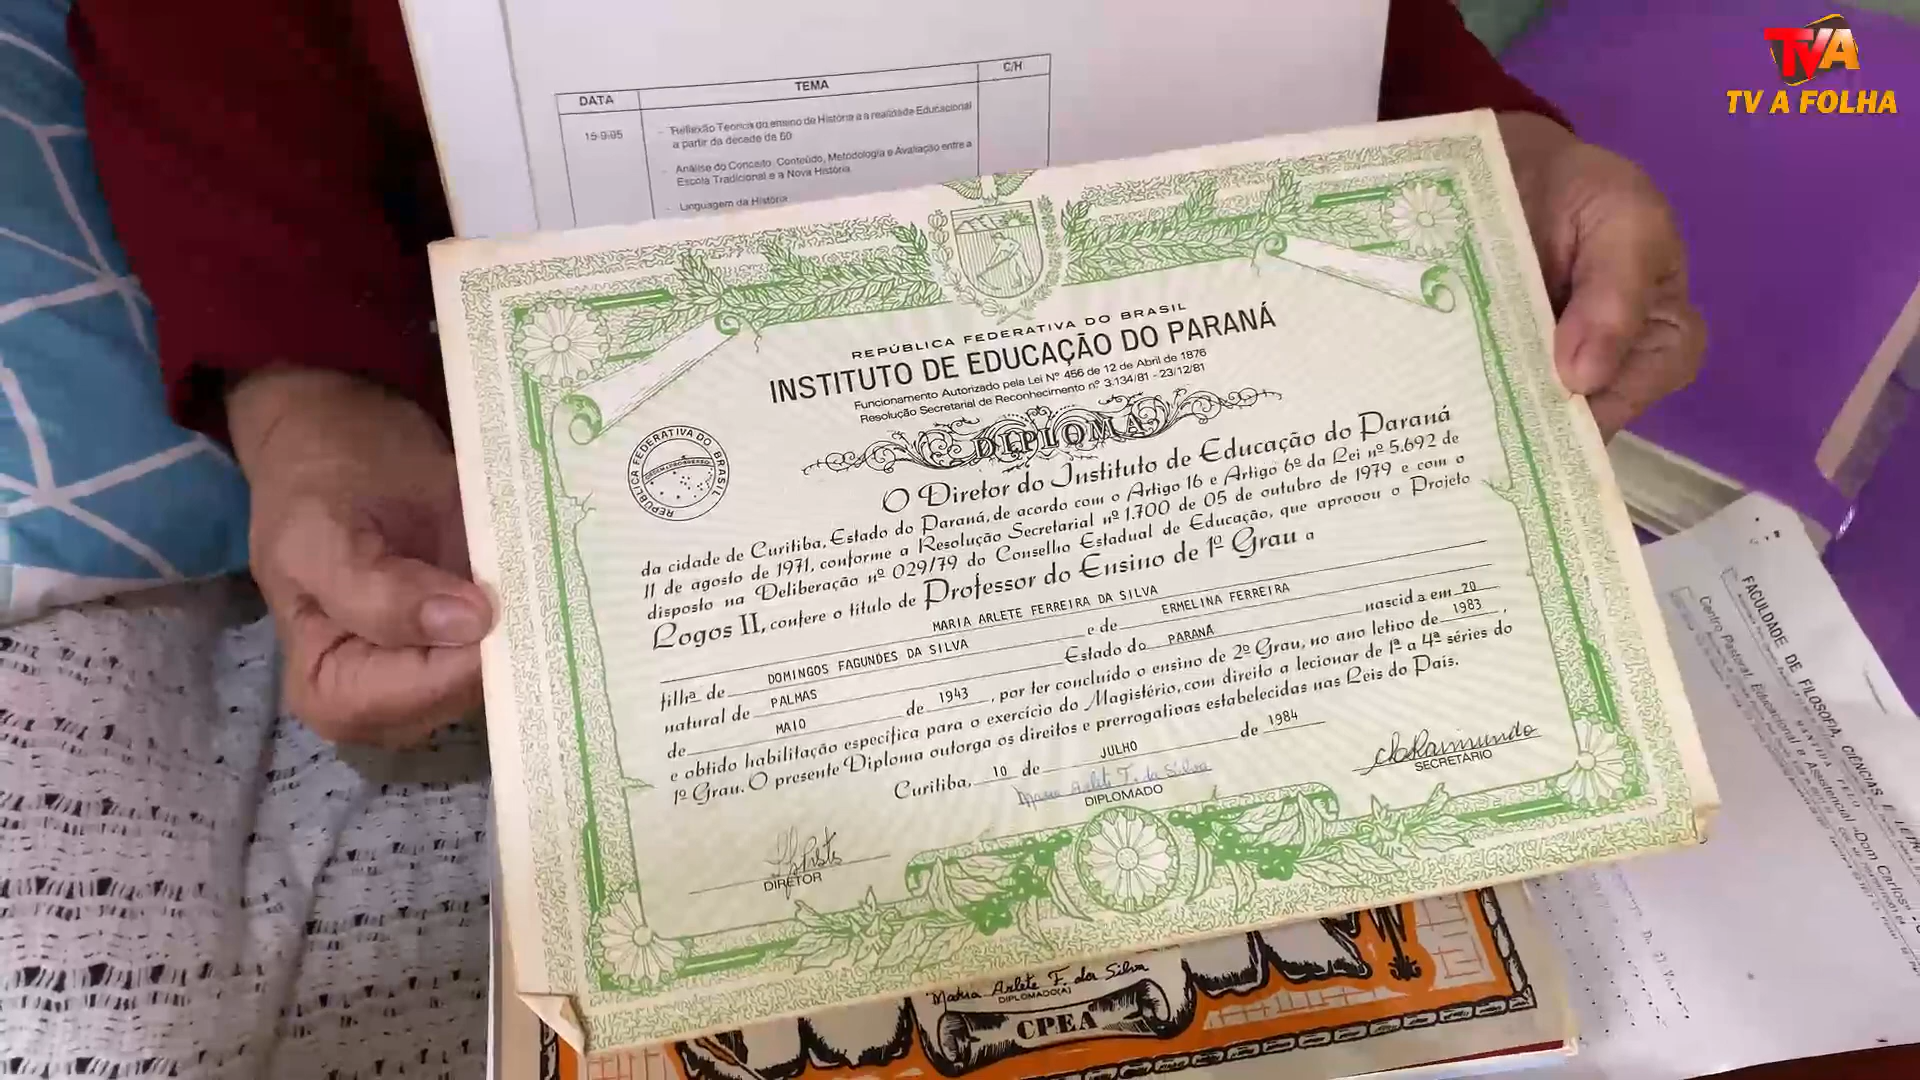 TVA
TV A FOLHA
DATA TEMA C/H
15-9-95 - Reflexão Teórica do ensino de História e a realidade Educacional
a partir da década de 60
Análise do Conceito, Conteúdo, Metodologia e Avaliação entre a
Escola Tradicional e a Nova História
- Linguagem da História
REPÚBLICA FEDERATIVA DO BRASIL
INSTITUTO DE EDUCAÇÃO DO PARANÁ
Funcionamento Autorizado pela Lei Nº 456 de 12 de Abril de 1876
Resolução Secretarial de Reconhecimento nº 3.134/81 - 23/12/81
DIPLOMA
REPÚBLICA FEDERATIVA DO BRASIL
O Diretor do Instituto de Educação do Paraná
da cidade de Curitiba, Estado do Paraná, de acordo com o Artigo 16 e Artigo 6º da Lei nº 5.692 de
11 de agosto de 1971, conforme a Resolução Secretarial nº 1.700 de 05 de outubro de 1979 e com o
disposto na Deliberação nº 029/79 do Conselho Estadual de Educação, que aprovou o Projeto
Logos II, confere o título de Professor do Ensino de 1º Grau a
MARIA ARLETE FERREIRA DA SILVA
filha de DOMINGOS FAGUNDES DA SILVA e de ERMELINA FERREIRA
natural de PALMAS Estado do PARANÁ nascida em 20
de MAIO de 1943, por ter concluído o ensino de 2º Grau, no ano letivo de 1983,
e obtido habilitação específica para o exercício do Magistério, com direito a lecionar de 1ª a 4ª séries do
1º Grau. O presente Diploma outorga os direitos e prerrogativas estabelecidas nas Leis do País.
Curitiba, 10 de JULHO de 1984
Maria Arlete F. da Silva
DIPLOMADO
SECRETÁRIO
DIRETOR
Maria Arlete F. da Silva
DIPLOMADO(A)
CPEA
FACULDADE DE FILOSOFIA, CIÊNCIAS E
Centro Pastoral, Educacional e Assistencial "Dom Carlos"